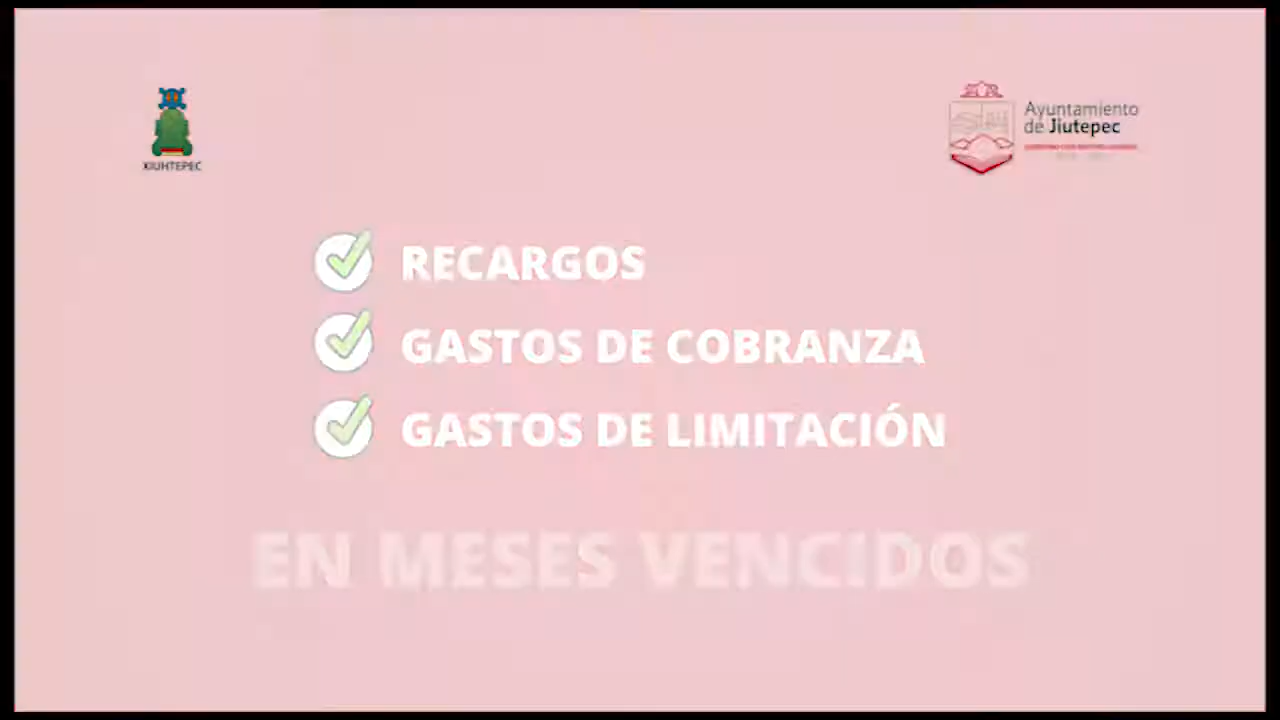 XIUHTEPEC
Ayuntamiento
de Jiutepec
RECARGOS
GASTOS DE COBRANZA
GASTOS DE LIMITACIÓN
EN MESES VENCIDOS